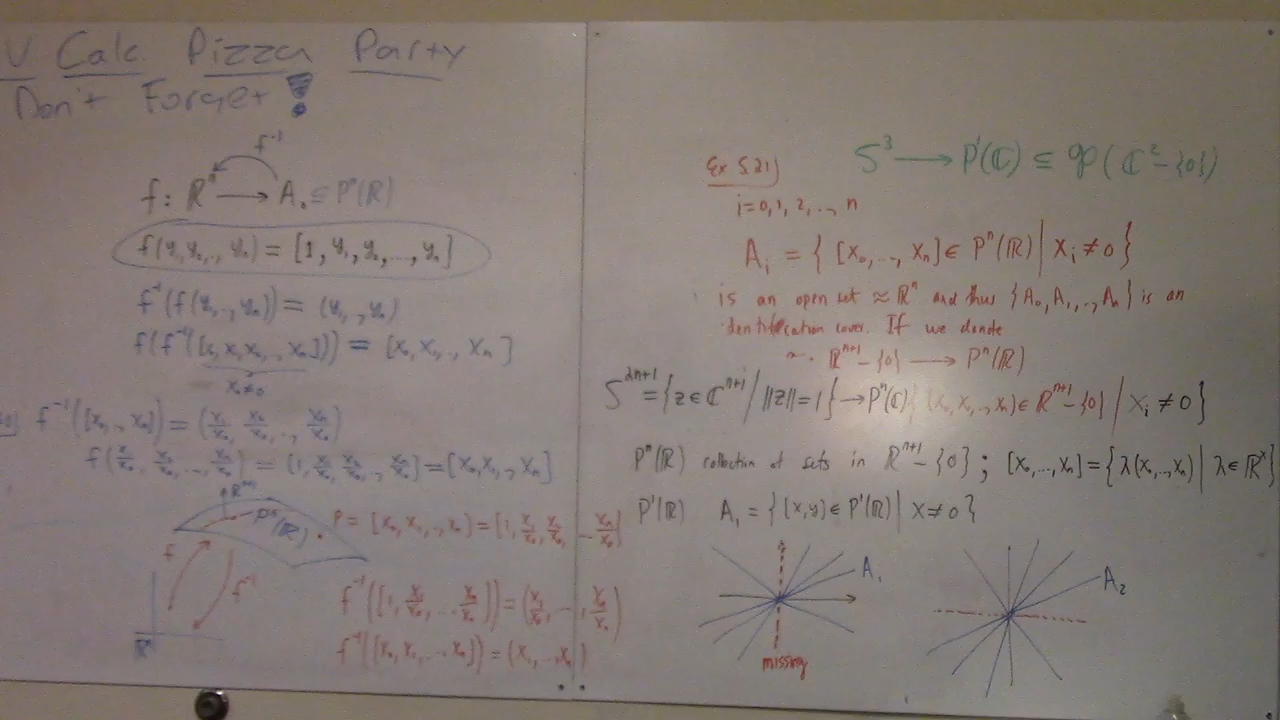 V Calc. Pizza Party
Don't Forget!
f⁻¹
f: Rⁿ → A₀ ⊆ Pⁿ(R)
f(y₁,y₂,.,yₙ) = [1, y₁, y₂, ..., yₙ]
f⁻¹(f(y₁,..,yₙ)) = (y₁,..,yₙ)
f(f⁻¹([x₀,x₁,x₂,..,xₙ])) = [x₀,x₁,..,xₙ]
x₀≠0
f⁻¹([x₀,..,xₙ]) = (x₁/x₀, x₂/x₀, .., xₙ/x₀)
f(x₁/x₀, x₂/x₀, ..., xₙ/x₀) = [1, x₁/x₀, x₂/x₀, .., xₙ/x₀] = [x₀,x₁,..,xₙ]
Rⁿ⁺¹
Pⁿ(R)
P = [x₀,x₁,..,xₙ] = [1, x₁/x₀, x₂/x₀, -- xₙ/x₀]
f
f⁻¹
Rⁿ
f⁻¹([1, x₁/x₀, ... xₙ/x₀]) = (x₁/x₀, --, xₙ/x₀)
f⁻¹([x₀,x₁,...,xₙ]) = (x₁,...,xₙ)
S³ → P¹(ℂ) ⊆ 𝒫(ℂ²-{0})
Ex 5.21)
i=0,1,2,..,n
Aᵢ = { [x₀,..,xₙ] ∈ Pⁿ(ℝ) | xᵢ ≠ 0 }
is an open set ≈ ℝⁿ and thus {A₀,A₁,..,Aₙ} is an
identification cover. If we denote
~. ℝⁿ⁺¹-{0} → Pⁿ(ℝ)
S²ⁿ⁺¹ = {z ∈ ℂⁿ⁺¹ / ||z||=1} → Pⁿ(ℂ) (x₀,x₁,..,xₙ) ∈ ℝⁿ⁺¹-{0} | xᵢ ≠ 0 }
Pⁿ(ℝ) collection of sets in ℝⁿ⁺¹-{0} ; [x₀,...,xₙ] = {λ(x₀,..,xₙ) | λ ∈ ℝˣ}
P¹(ℝ) A₁ = {[x,y] ∈ P¹(ℝ) | x≠0}
A₁
missing
A₂